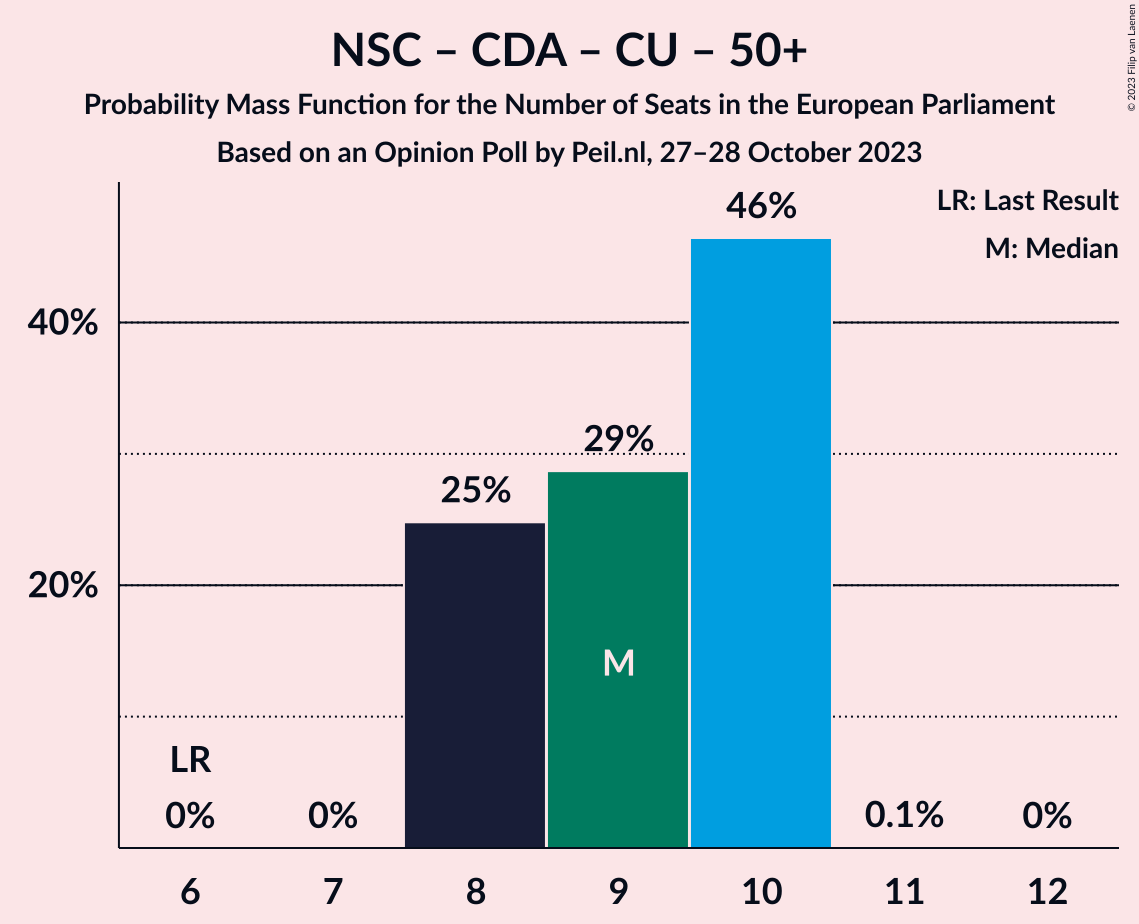 NSC – CDA – CU – 50+
Probability Mass Function for the Number of Seats in the European Parliament
Based on an Opinion Poll by Peil.nl, 27–28 October 2023
© 2023 Filip van Laenen
LR: Last Result
M: Median
46%
40%
29%
25%
20%
M
LR
0%
0%
0.1%
0%
6
7
8
9
10
11
12